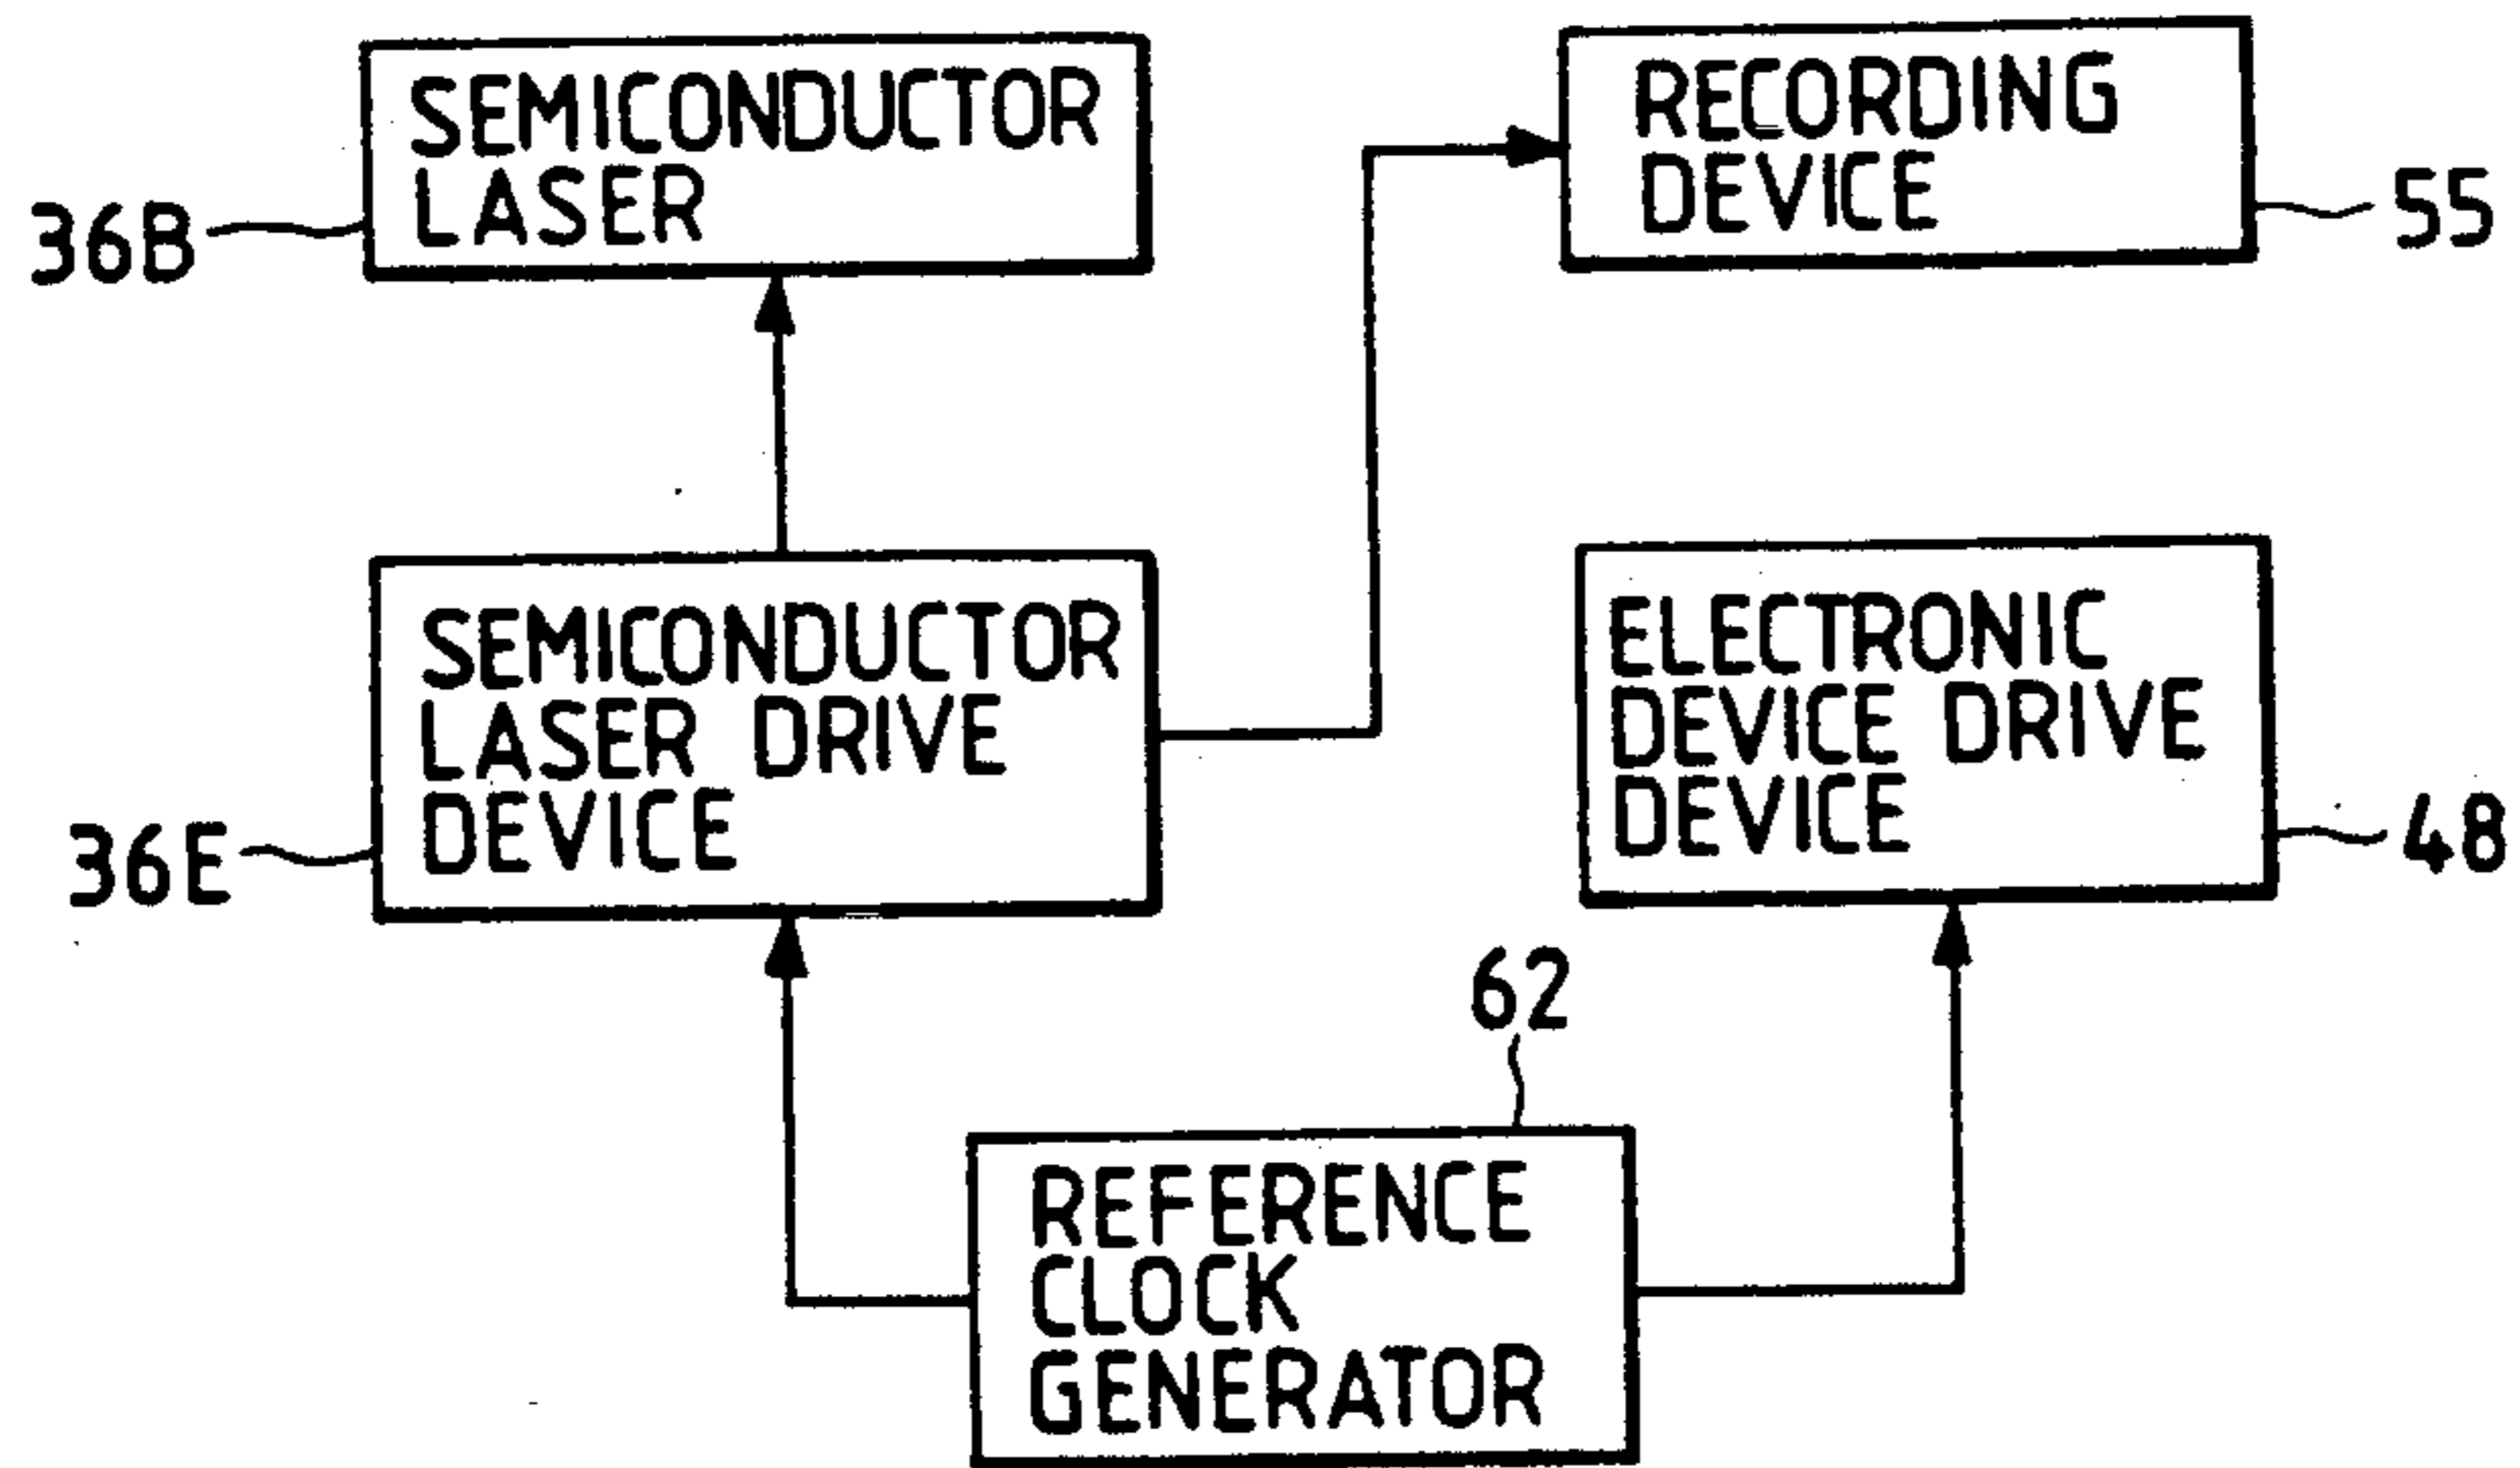 SEMICONDUCTOR
LASER
36B
RECORDING
DEVICE
55
SEMICONDUCTOR
LASER DRIVE
DEVICE
36E
ELECTRONIC
DEVICE DRIVE
DEVICE
48
62
REFERENCE
CLOCK
GENERATOR